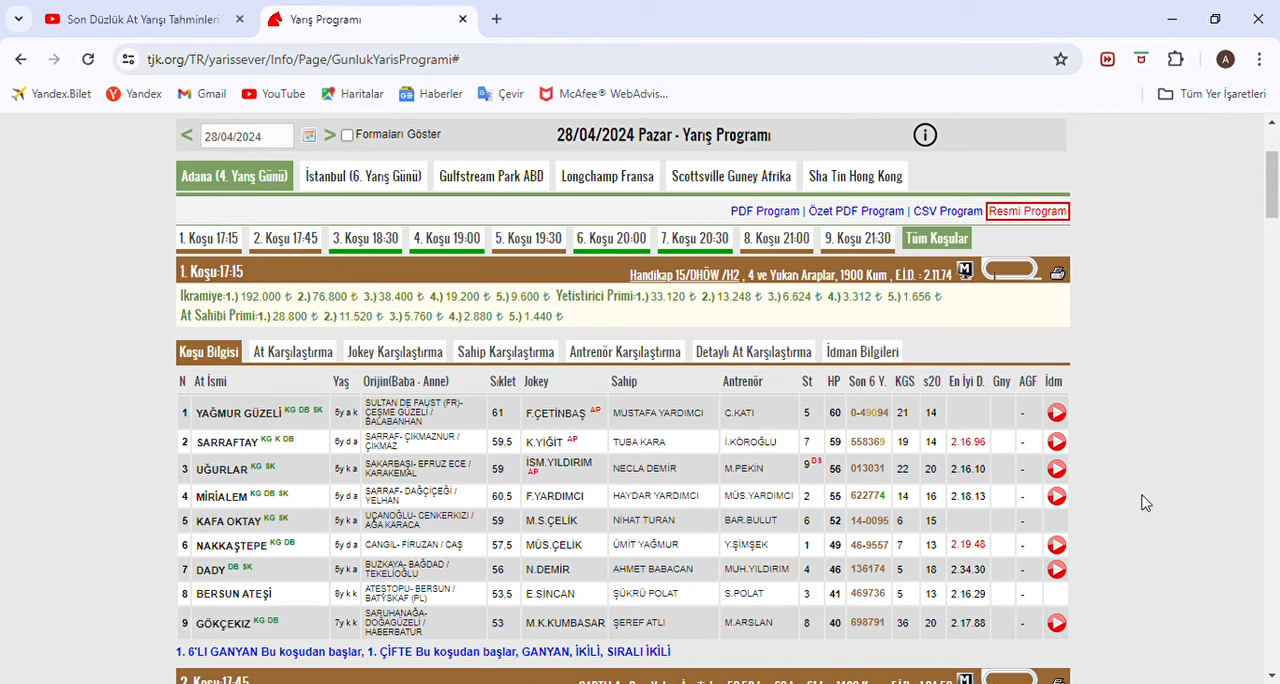 Son Düzlük At Yarışı Tahminleri
Yarış Programı
tjk.org/TR/yarissever/Info/Page/GunlukYarisProgrami#
A
Yandex.Bilet Yandex Gmail YouTube Haritalar Haberler Çevir McAfee® WebAdvis... Tüm Yer İşaretleri
< 28/04/2024 > Formaları Göster 28/04/2024 Pazar - Yarış Programı
Adana (4. Yarış Günü) İstanbul (6. Yarış Günü) Gulfstream Park ABD Longchamp Fransa Scottsville Guney Afrika Sha Tin Hong Kong
PDF Program | Özet PDF Program | CSV Program Resmi Program
1. Koşu 17:15 2. Koşu 17:45 3. Koşu 18:30 4. Koşu 19:00 5. Koşu 19:30 6. Koşu 20:00 7. Koşu 20:30 8. Koşu 21:00 9. Koşu 21:30 Tüm Koşular
1. Koşu:17:15 Handikap 15/DHÖW /H2 , 4 ve Yukarı Araplar, 1900 Kum , E.İ.D. : 2.11.74 M
İkramiye:1.) 192.000 ₺ 2.) 76.800 ₺ 3.) 38.400 ₺ 4.) 19.200 ₺ 5.) 9.600 ₺ Yetistirici Primi:1.) 33.120 ₺ 2.) 13.248 ₺ 3.) 6.624 ₺ 4.) 3.312 ₺ 5.) 1.656 ₺
At Sahibi Primi:1.) 28.800 ₺ 2.) 11.520 ₺ 3.) 5.760 ₺ 4.) 2.880 ₺ 5.) 1.440 ₺
Koşu Bilgisi At Karşılaştırma Jokey Karşılaştırma Sahip Karşılaştırma Antrenör Karşılaştırma Detaylı At Karşılaştırma İdman Bilgileri
N At İsmi Yaş Orijin(Baba - Anne) Sıklet Jokey Sahip Antrenör St HP Son 6 Y. KGS s20 En İyi D. Gny AGF İdm
1 YAĞMUR GÜZELİ KG DB SK 5y a k SULTAN DE FAUST (FR)- ÇEŞME GÜZELİ / BALABANHAN 61 F.ÇETİNBAŞ AP MUSTAFA YARDIMCI C.KATI 5 60 0-49094 21 14 -
2 SARRAFTAY KG K DB 6y d a SARRAF- ÇIKMAZNUR / ÇIKMAZ 59,5 K.YİĞİT AP TUBA KARA İ.KÖROĞLU 7 59 558369 19 14 2.16.96 -
3 UĞURLAR KG SK 5y k a SAKARBAŞI- EFRUZ ECE / KARAKEMAL 59 İSM.YILDIRIM AP NECLA DEMİR M.PEKİN 9 DS 56 013031 22 20 2.16.10 -
4 MİRİALEM KG DB SK 5y d a SARRAF- DAĞÇİÇEĞİ / YELHAN 60,5 F.YARDIMCI HAYDAR YARDIMCI MÜS.YARDIMCI 2 55 622774 14 16 2.18.13 -
5 KAFA OKTAY KG SK 5y k a UÇANOĞLU- CENKERKIZI / AĞA KARACA 59 M.S.ÇELİK NİHAT TURAN BAR.BULUT 6 52 14-0095 6 15 -
6 NAKKAŞTEPE KG DB 5y d a CANGIL- FİRUZAN / CAŞ 57,5 MÜS.ÇELİK ÜMİT YAĞMUR Y.ŞİMŞEK 1 49 46-9557 7 13 2.19.48 -
7 DADY DB SK 5y k a BUZKAYA- BAĞDAD / TEKELİOĞLU 56 N.DEMİR AHMET BABACAN MUH.YILDIRIM 4 46 136174 5 18 2.34.30 -
8 BERSUN ATEŞİ 8y k k ATEŞTOPU- BERSUN / BATYSKAF (PL) 53,5 E.SİNCAN ŞÜKRÜ POLAT S.POLAT 3 41 469736 5 13 2.16.29 -
9 GÖKÇEKIZ KG DB 7y k k SARUHANAĞA- DOĞAGÜZELİ / HABERBATUR 53 M.K.KUMBASAR ŞEREF ATLI M.ARSLAN 8 40 698791 36 20 2.17.88 -
1. 6'LI GANYAN Bu koşudan başlar, 1. ÇİFTE Bu koşudan başlar, GANYAN, İKİLİ, SIRALI İKİLİ
2. Koşu:17:45